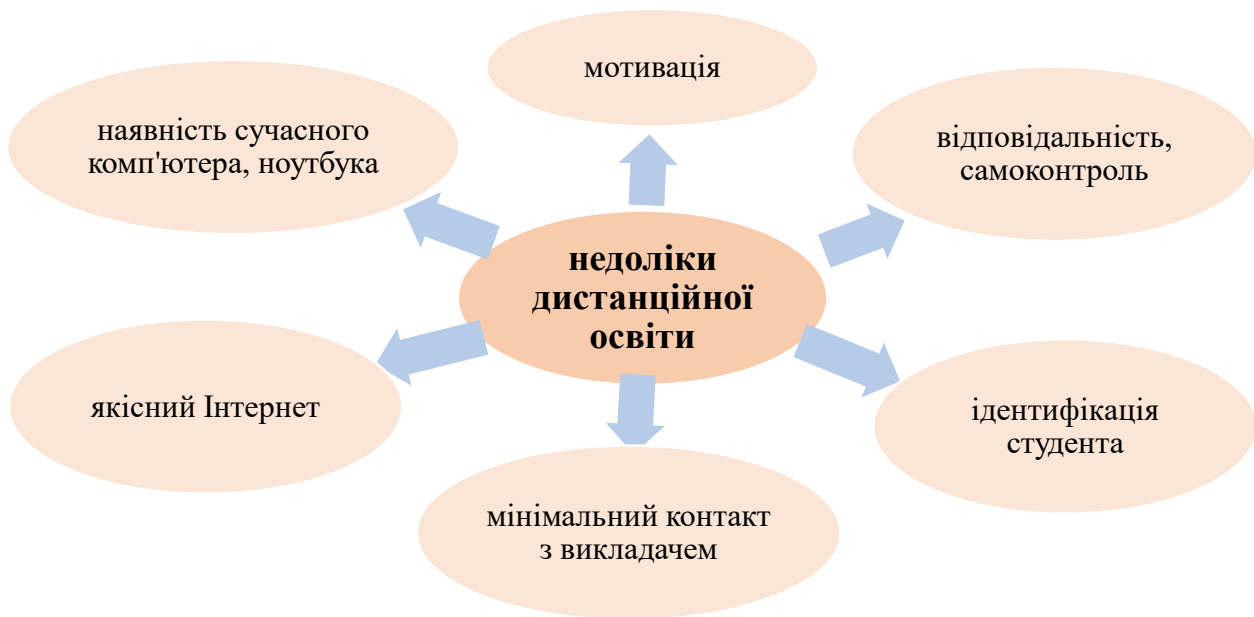 мотивація
наявність сучасного
комп'ютера, ноутбука
відповідальність,
самоконтроль
недоліки
дистанційної
освіти
якісний Інтернет
ідентифікація
студента
мінімальний контакт
з викладачем